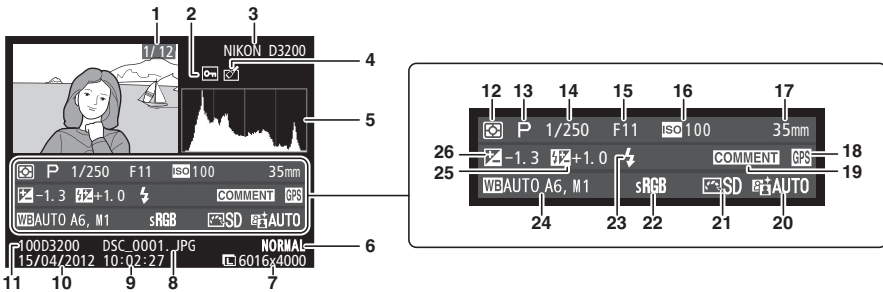 1 2 3
1/12 NIKON D3200
4
5
P 1/250 F11 ISO 100 35mm
-1.3 +1.0 COMMENT GPS
WB AUTO A6, M1 sRGB SD AUTO
100D3200 DSC_0001.JPG NORMAL
15/04/2012 10:02:27 L 6016x4000
6
11 10 9 8 7
12 13 14 15 16 17
P 1/250 F11 ISO 100 35mm
26 -1.3 +1.0 COMMENT GPS 18
25 19
WB AUTO A6, M1 sRGB SD AUTO
24 23 22 21 20